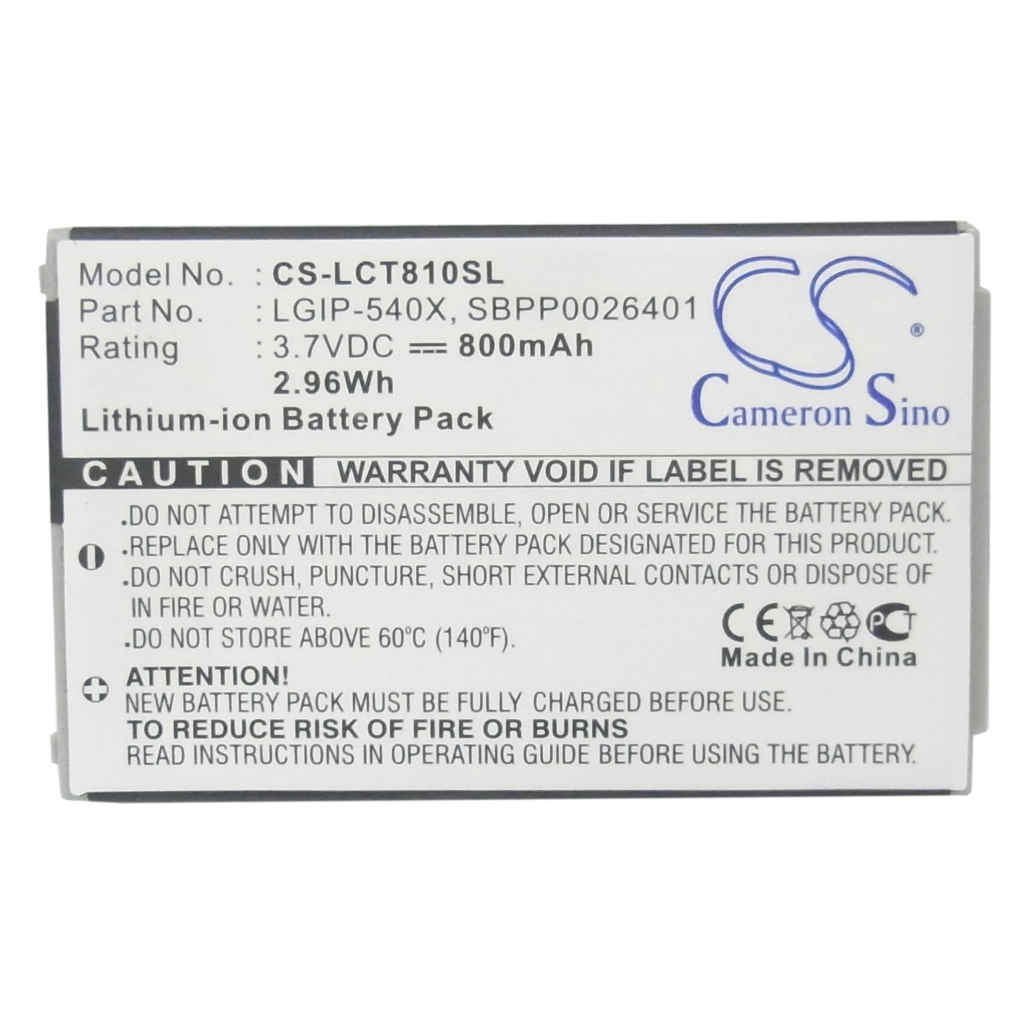 Model No. : CS-LCT810SL
Part No. : LGIP-540X, SBPP0026401
Rating : 3.7VDC ⎓ 800mAh
2.96Wh
Lithium-ion Battery Pack
CS ®
Cameron Sino
CAUTION WARRANTY VOID IF LABEL IS REMOVED
.DO NOT ATTEMPT TO DISASSEMBLE, OPEN OR SERVICE THE BATTERY PACK.
.REPLACE ONLY WITH THE BATTERY PACK DESIGNATED FOR THIS PRODUCT.
.DO NOT CRUSH, PUNCTURE, SHORT EXTERNAL CONTACTS OR DISPOSE OF
IN FIRE OR WATER.
.DO NOT STORE ABOVE 60°C (140°F).
CE PCT
Made In China
ATTENTION!
NEW BATTERY PACK MUST BE FULLY CHARGED BEFORE USE.
TO REDUCE RISK OF FIRE OR BURNS
READ INSTRUCTIONS IN OPERATING GUIDE BEFORE USING THE BATTERY.